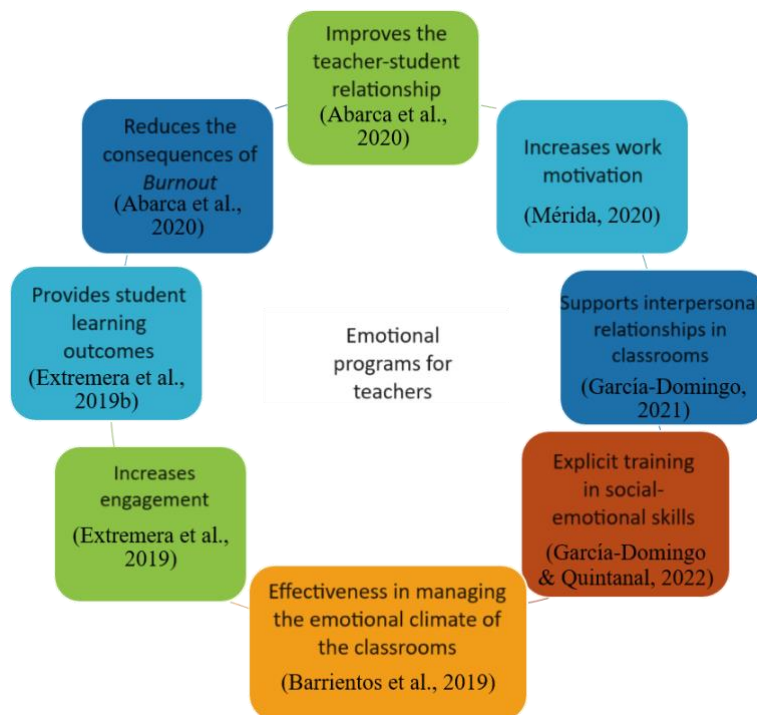 Improves the
teacher-student
relationship
(Abarca et al.,
2020)
Increases work
motivation
(Mérida, 2020)
Supports interpersona
relationships in
classrooms
(García-Domingo,
2021)
Explicit training
in social-
emotional skills
(García-Domingo
& Quintanal, 2022)
Effectiveness in managing
the emotional climate of
the classrooms
(Barrientos et al., 2019)
Increases
engagement
(Extremera et al.,
2019)
Provides student
learning
outcomes
(Extremera et al.,
2019b)
Reduces the
consequences of
Burnout
(Abarca et al.,
2020)
Emotional
programs for
teachers